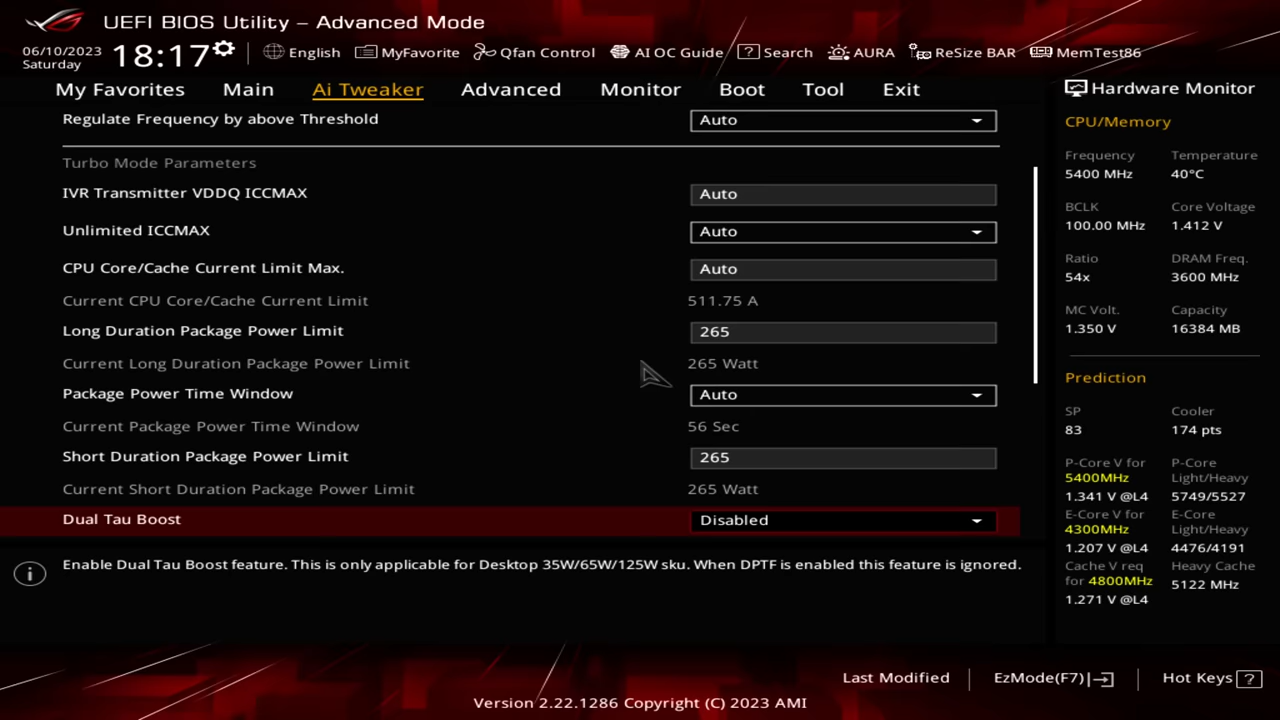 UEFI BIOS Utility – Advanced Mode
06/10/2023
Saturday
18:17
English
MyFavorite
Qfan Control
AI OC Guide
? Search
AURA
ReSize BAR
MemTest86
My Favorites
Main
Ai Tweaker
Advanced
Monitor
Boot
Tool
Exit
Regulate Frequency by above Threshold Auto
Turbo Mode Parameters
IVR Transmitter VDDQ ICCMAX Auto
Unlimited ICCMAX Auto
CPU Core/Cache Current Limit Max. Auto
Current CPU Core/Cache Current Limit 511.75 A
Long Duration Package Power Limit 265
Current Long Duration Package Power Limit 265 Watt
Package Power Time Window Auto
Current Package Power Time Window 56 Sec
Short Duration Package Power Limit 265
Current Short Duration Package Power Limit 265 Watt
Dual Tau Boost Disabled
Enable Dual Tau Boost feature. This is only applicable for Desktop 35W/65W/125W sku. When DPTF is enabled this feature is ignored.
Hardware Monitor
CPU/Memory
Frequency Temperature
5400 MHz 40°C
BCLK Core Voltage
100.00 MHz 1.412 V
Ratio DRAM Freq.
54x 3600 MHz
MC Volt. Capacity
1.350 V 16384 MB
Prediction
SP Cooler
83 174 pts
P-Core V for P-Core
5400MHz Light/Heavy
1.341 V @L4 5749/5527
E-Core V for E-Core
4300MHz Light/Heavy
1.207 V @L4 4476/4191
Cache V req Heavy Cache
for 4800MHz 5122 MHz
1.271 V @L4
Last Modified
EzMode(F7)
Hot Keys ?
Version 2.22.1286 Copyright (C) 2023 AMI